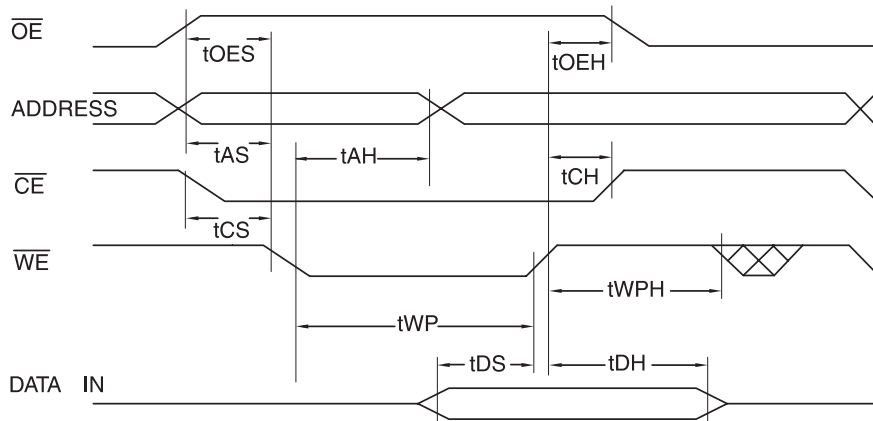 OE
tOES
tOEH
ADDRESS
tAS
tAH
tCH
CE
tCS
WE
tWPH
tWP
tDS
tDH
DATA IN